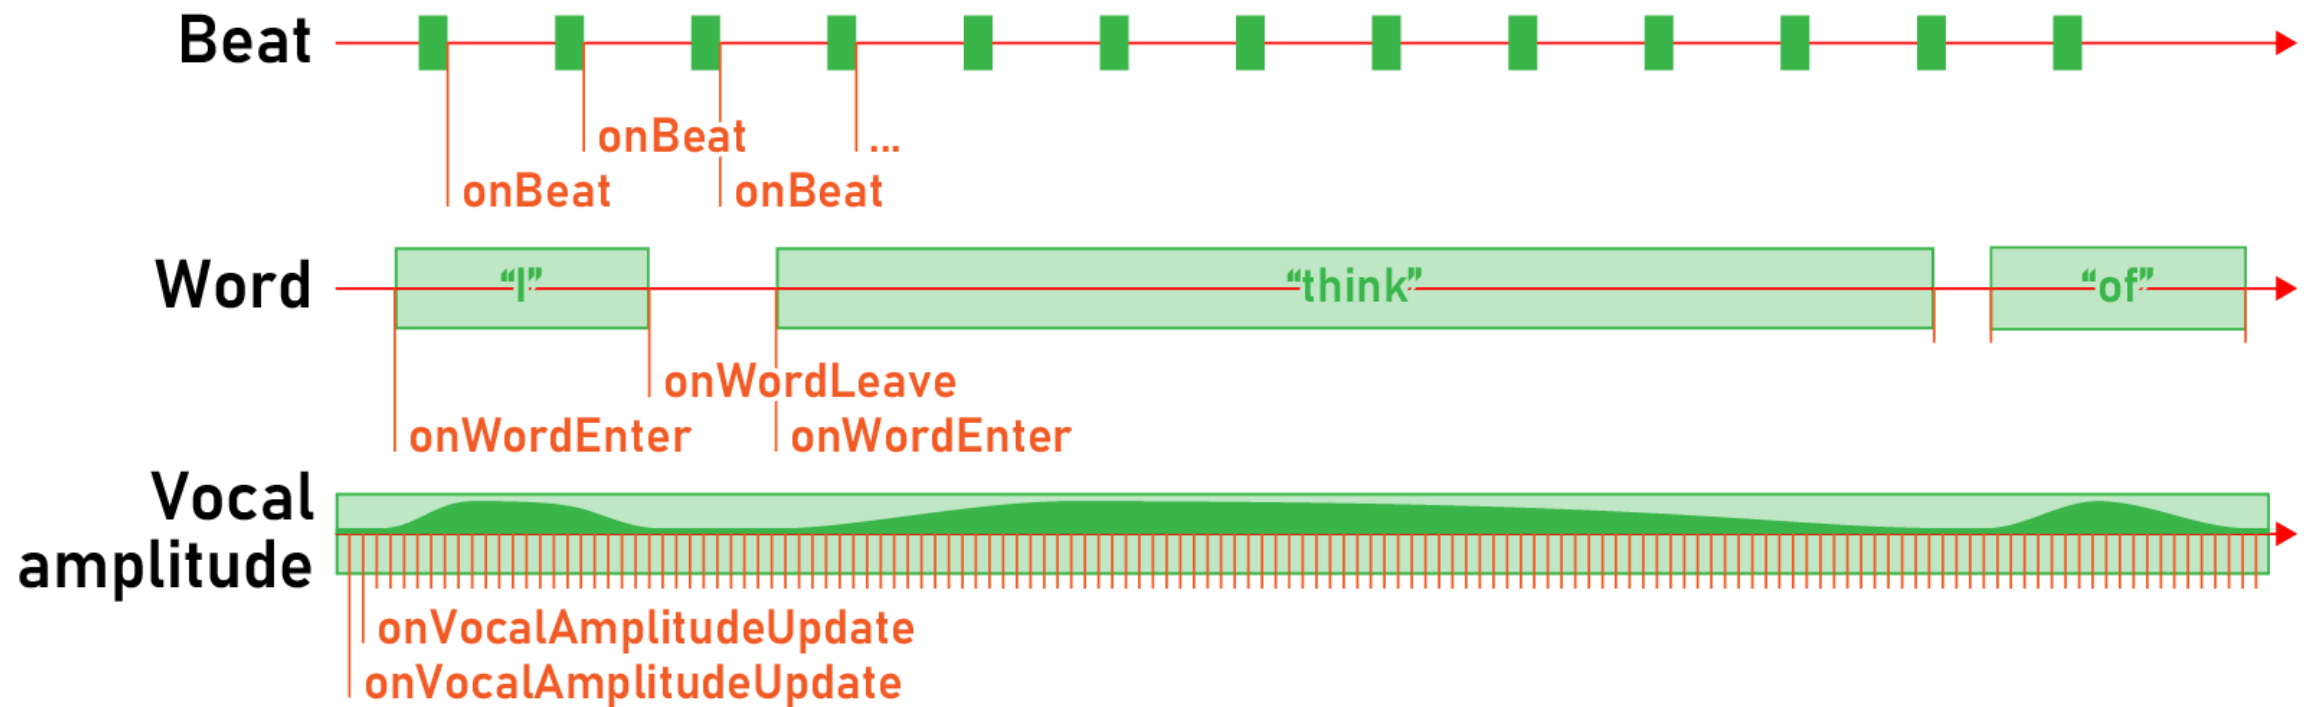 Beat
onBeat
...
onBeat
onBeat
Word
“I”
“think”
“of”
onWordLeave
onWordEnter
onWordEnter
Vocal
amplitude
onVocalAmplitudeUpdate
onVocalAmplitudeUpdate